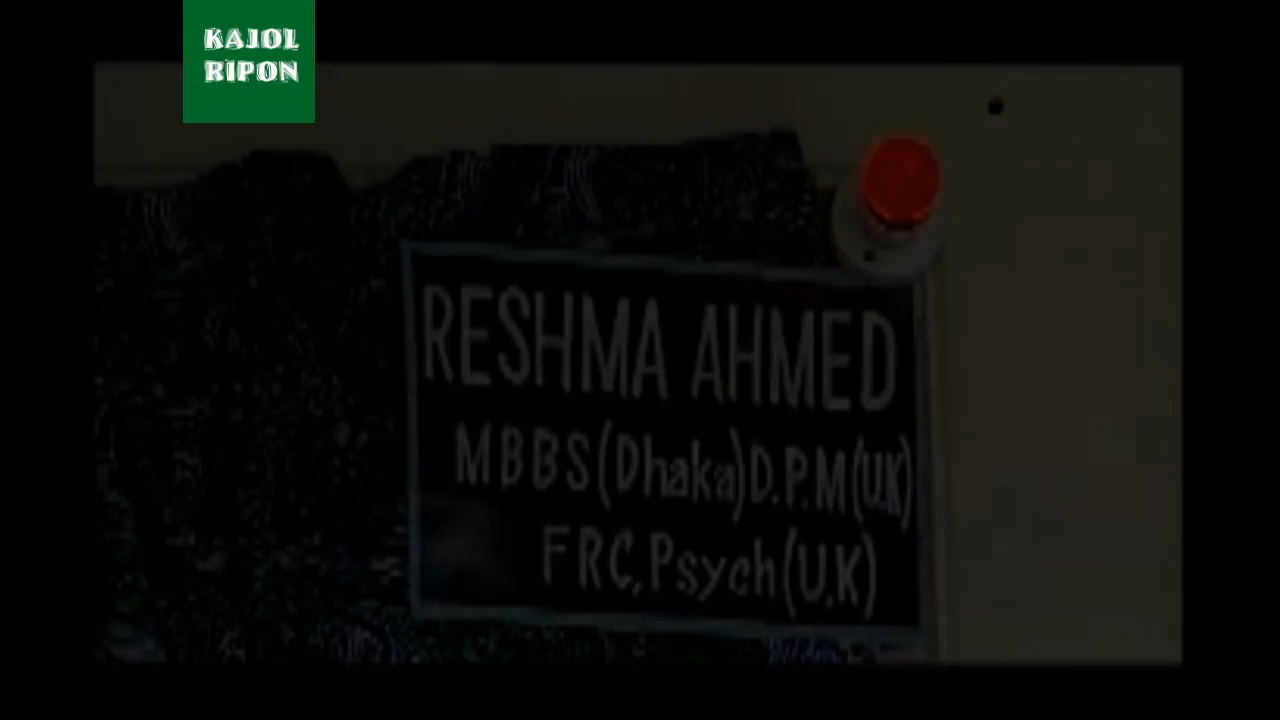 KAJOL
RIPON
RESHMA AHMED
MBBS(Dhaka)D.P.M(U.K)
FRC,Psych(U.K)